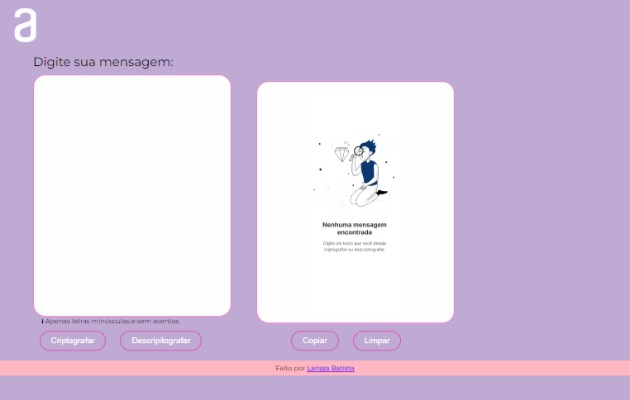 a
Digite sua mensagem:
Nenhuma mensagem
encontrada
Digite um texto que você deseja
criptografar ou descriptografar.
Apenas letras minúsculas e sem acentos
Criptografar
Descripitografar
Copiar
Limpar
Feito por Larissa Batista